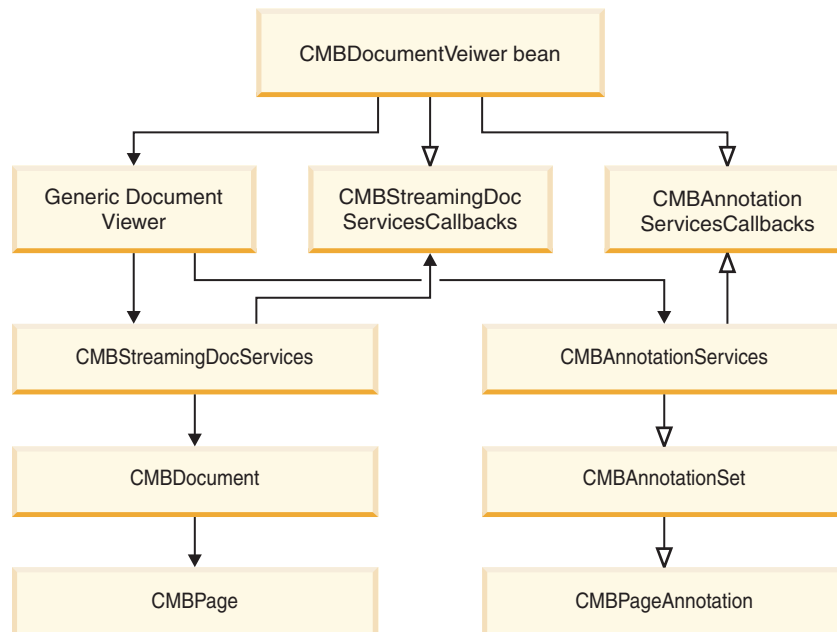 CMBDocumentVeiwer bean
Generic Document
Viewer
CMBStreamingDoc
ServicesCallbacks
CMBAnnotation
ServicesCallbacks
CMBStreamingDocServices
CMBAnnotationServices
CMBDocument
CMBAnnotationSet
CMBPage
CMBPageAnnotation